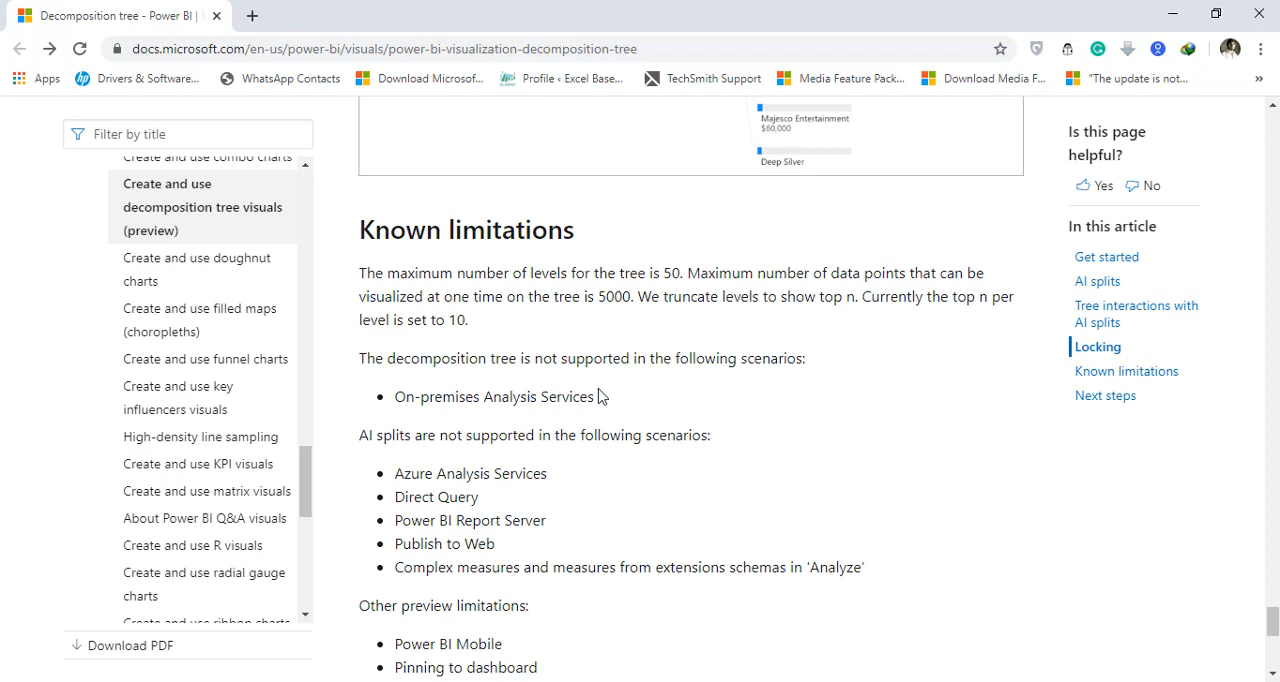 Decomposition tree - Power BI |
docs.microsoft.com/en-us/power-bi/visuals/power-bi-visualization-decomposition-tree
Apps
Drivers & Software...
WhatsApp Contacts
Download Microsof...
Profile ‹ Excel Base...
TechSmith Support
Media Feature Pack...
Download Media F...
"The update is not...
»
Filter by title
Create and use combo charts
Create and use
decomposition tree visuals
(preview)
Create and use doughnut
charts
Create and use filled maps
(choropleths)
Create and use funnel charts
Create and use key
influencers visuals
High-density line sampling
Create and use KPI visuals
Create and use matrix visuals
About Power BI Q&A visuals
Create and use R visuals
Create and use radial gauge
charts
Create and use ribbon charts
Download PDF
Majesco Entertainment
$60,000
Deep Silver
Known limitations
The maximum number of levels for the tree is 50. Maximum number of data points that can be
visualized at one time on the tree is 5000. We truncate levels to show top n. Currently the top n per
level is set to 10.
The decomposition tree is not supported in the following scenarios:
• On-premises Analysis Services
AI splits are not supported in the following scenarios:
• Azure Analysis Services
• Direct Query
• Power BI Report Server
• Publish to Web
• Complex measures and measures from extensions schemas in 'Analyze'
Other preview limitations:
• Power BI Mobile
• Pinning to dashboard
Is this page
helpful?
Yes No
In this article
Get started
AI splits
Tree interactions with
AI splits
Locking
Known limitations
Next steps